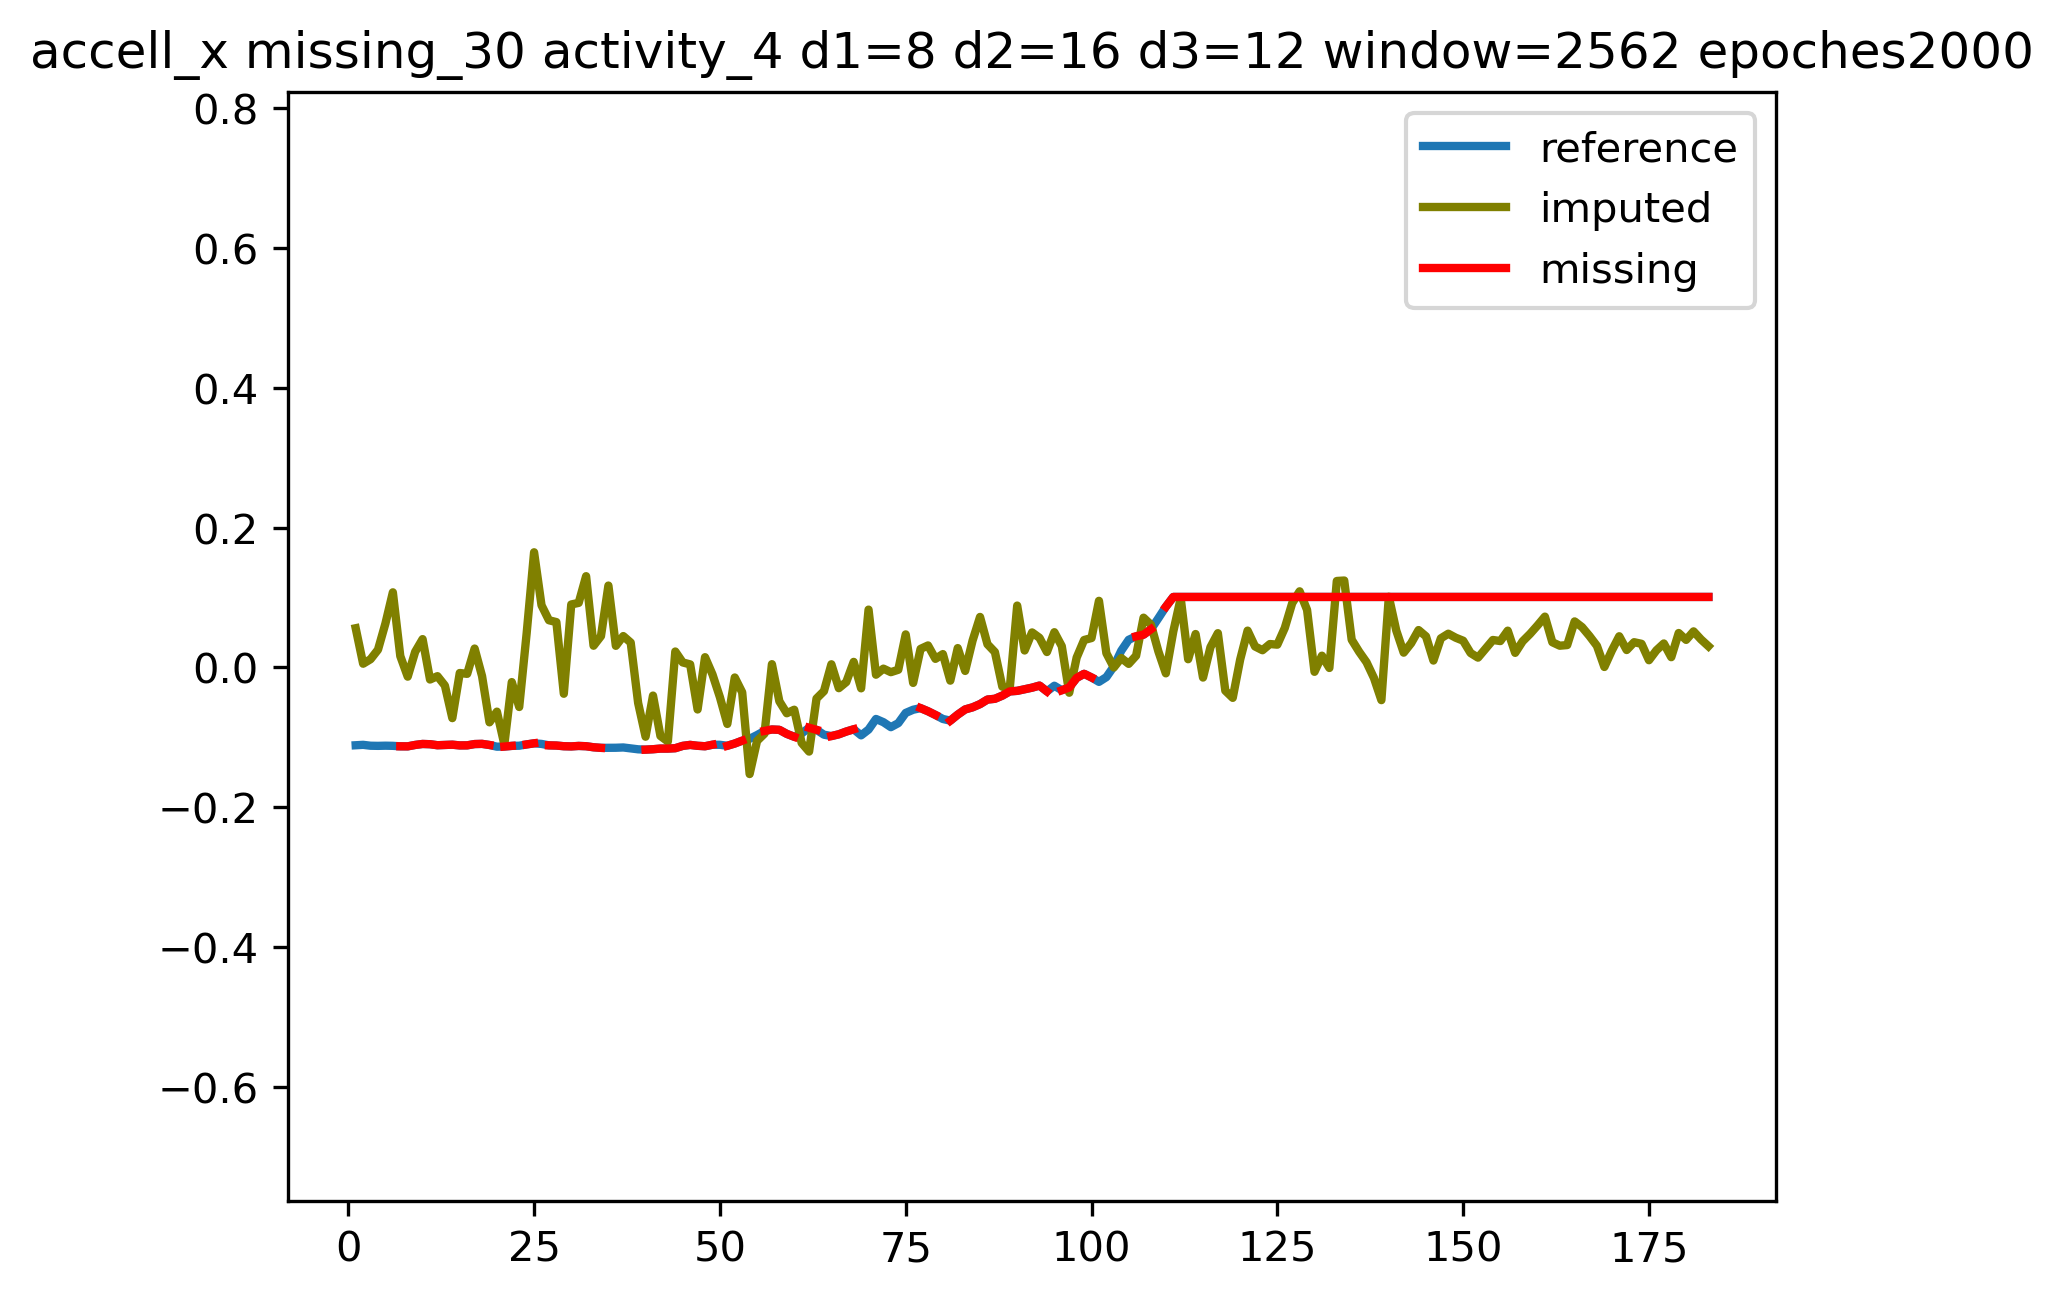 accell_x missing_30 activity_4 d1=8 d2=16 d3=12 window=2562 epoches2000
0.8
0.6
0.4
0.2
0.0
−0.2
−0.4
−0.6
reference
imputed
missing
0 25 50 75 100 125 150 175